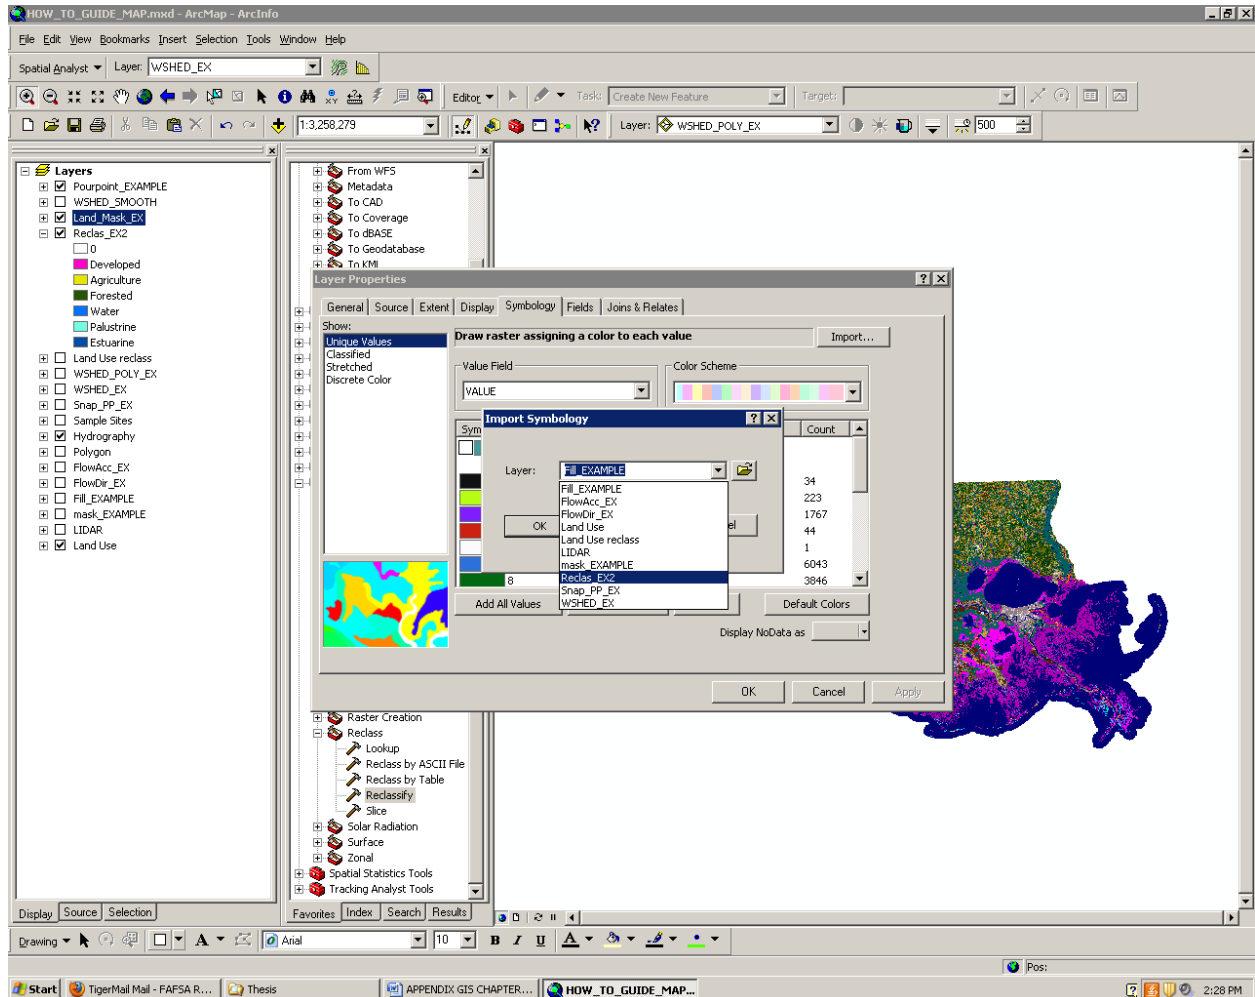 HOW_TO_GUIDE_MAP.mxd - ArcMap - ArcInfo
File Edit View Bookmarks Insert Selection Tools Window Help
Spatial Analyst Layer: WSHED_EX
Editor Task: Create New Feature Target:
1:3,258,279 Layer: WSHED_POLY_EX 500
Layers
Pourpoint_EXAMPLE
WSHED_SMOOTH
Land_Mask_EX
Reclas_EX2
0
Developed
Agriculture
Forested
Water
Palustrine
Estuarine
Land Use reclass
WSHED_POLY_EX
WSHED_EX
Snap_PP_EX
Sample Sites
Hydrography
Polygon
FlowAcc_EX
FlowDir_EX
Fill_EXAMPLE
mask_EXAMPLE
LIDAR
Land Use
Display Source Selection
From WFS
Metadata
To CAD
To Coverage
To dBASE
To Geodatabase
To KML
Layer Properties
General Source Extent Display Symbology Fields Joins & Relates
Show:
Unique Values
Classified
Stretched
Discrete Color
Draw raster assigning a color to each value
Import...
Value Field
VALUE
Color Scheme
Sym
Count
34
223
1767
44
1
6043
8 3846
Import Symbology
Layer: Fill_EXAMPLE
Fill_EXAMPLE
FlowAcc_EX
FlowDir_EX
Land Use
Land Use reclass
LIDAR
mask_EXAMPLE
Reclas_EX2
Snap_PP_EX
WSHED_EX
OK
el
Add All Values
Default Colors
Display NoData as
OK Cancel Apply
Raster Creation
Reclass
Lookup
Reclass by ASCII File
Reclass by Table
Reclassify
Slice
Solar Radiation
Surface
Zonal
Spatial Statistics Tools
Tracking Analyst Tools
Favorites Index Search Results
Drawing A Arial 10 B I U A
Pos:
Start TigerMail Mail - FAFSA R... Thesis APPENDIX GIS CHAPTER... HOW_TO_GUIDE_MAP... 2:28 PM